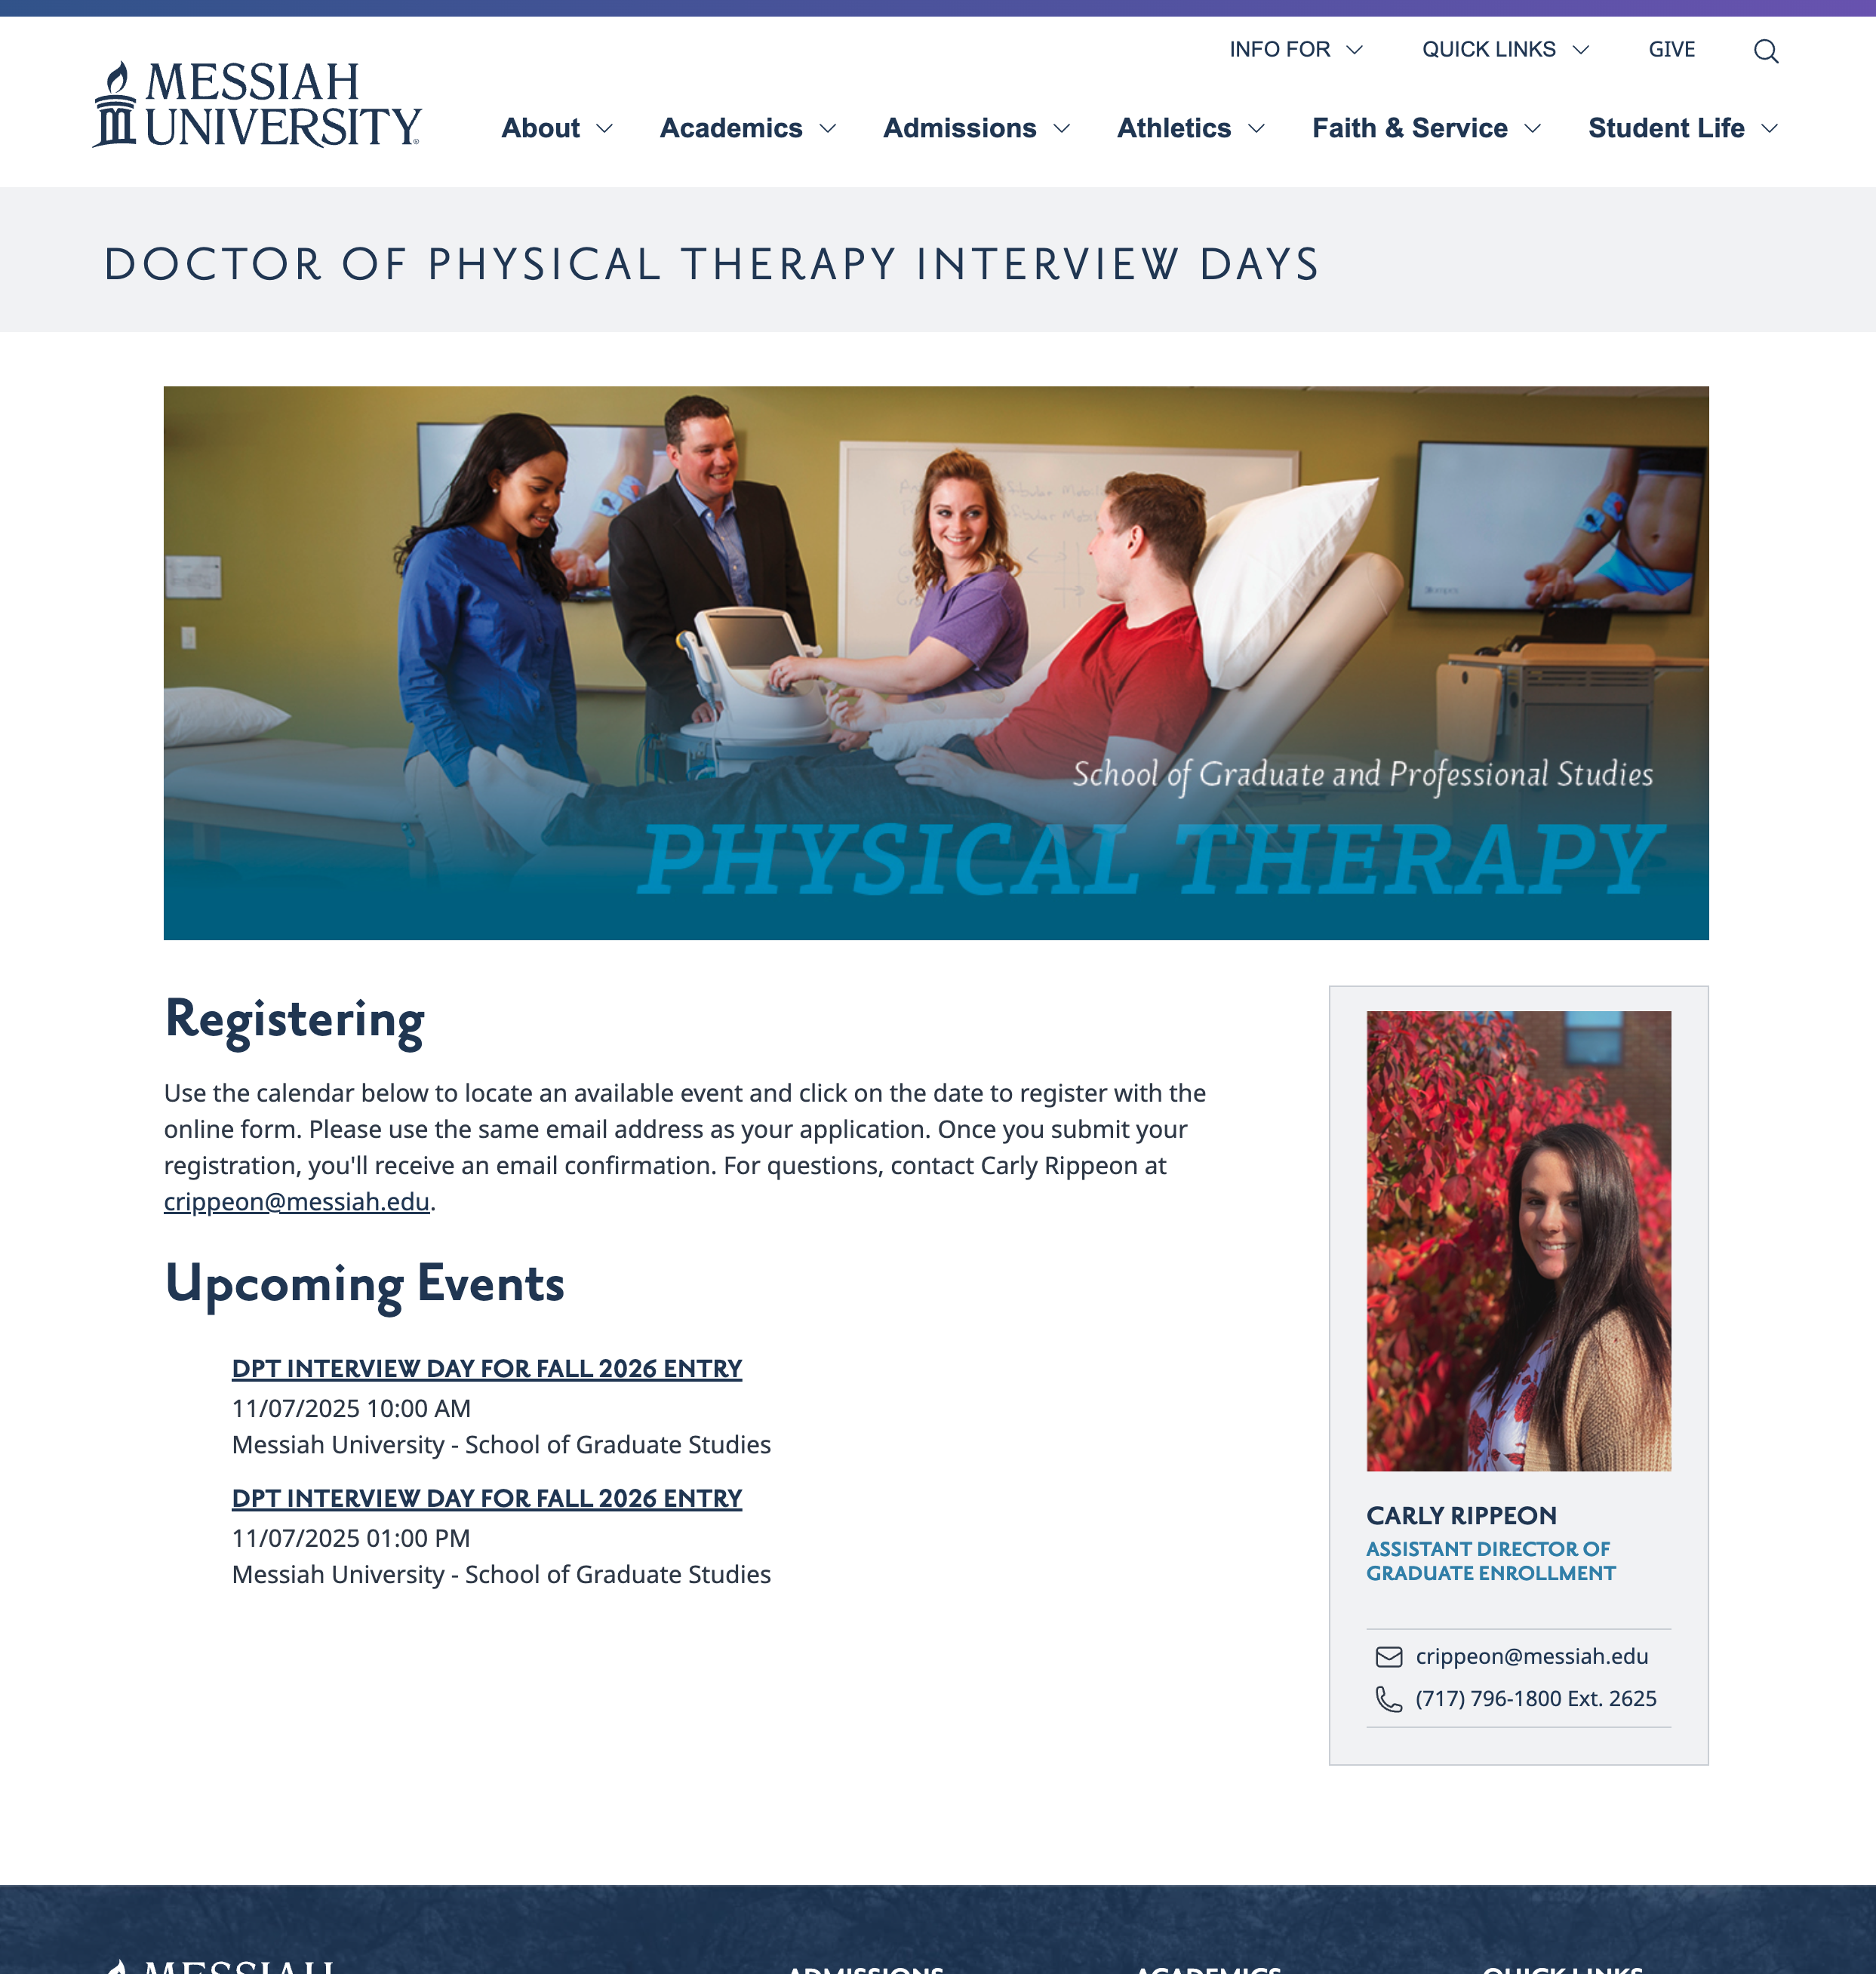 INFO FOR
QUICK LINKS
GIVE
MESSIAH
UNIVERSITY
About
Academics
Admissions
Athletics
Faith & Service
Student Life
DOCTOR OF PHYSICAL THERAPY INTERVIEW DAYS
School of Graduate and Professional Studies
PHYSICAL THERAPY
Registering
Use the calendar below to locate an available event and click on the date to register with the
online form. Please use the same email address as your application. Once you submit your
registration, you'll receive an email confirmation. For questions, contact Carly Rippeon at
crippeon@messiah.edu.
Upcoming Events
DPT INTERVIEW DAY FOR FALL 2026 ENTRY
11/07/2025 10:00 AM
Messiah University - School of Graduate Studies
DPT INTERVIEW DAY FOR FALL 2026 ENTRY
11/07/2025 01:00 PM
Messiah University - School of Graduate Studies
CARLY RIPPEON
ASSISTANT DIRECTOR OF
GRADUATE ENROLLMENT
crippeon@messiah.edu
(717) 796-1800 Ext. 2625
MESSIAH
ADMISSIONS
ACADEMICS
QUICK LINKS